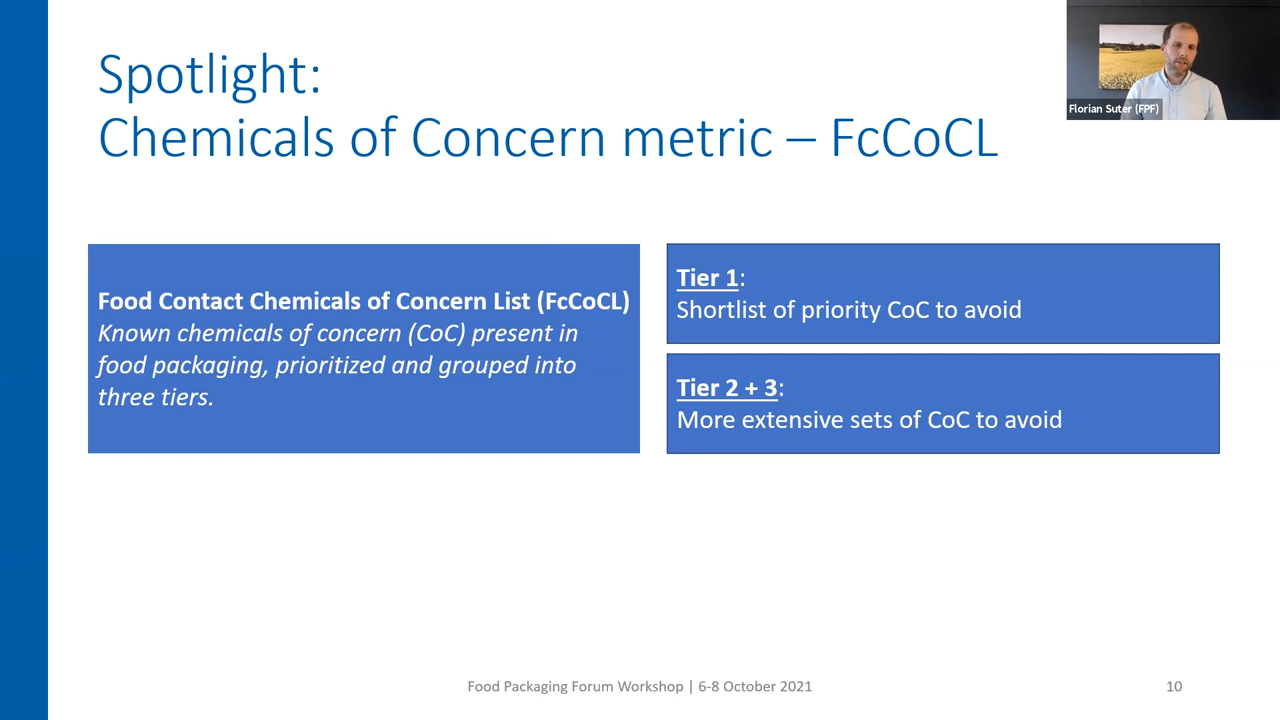 Spotlight:
Chemicals of Concern metric – FcCoCL
Florian Suter (FPF)
Food Contact Chemicals of Concern List (FcCoCL)
Known chemicals of concern (CoC) present in
food packaging, prioritized and grouped into
three tiers.
Tier 1:
Shortlist of priority CoC to avoid
Tier 2 + 3:
More extensive sets of CoC to avoid
Food Packaging Forum Workshop | 6-8 October 2021
10